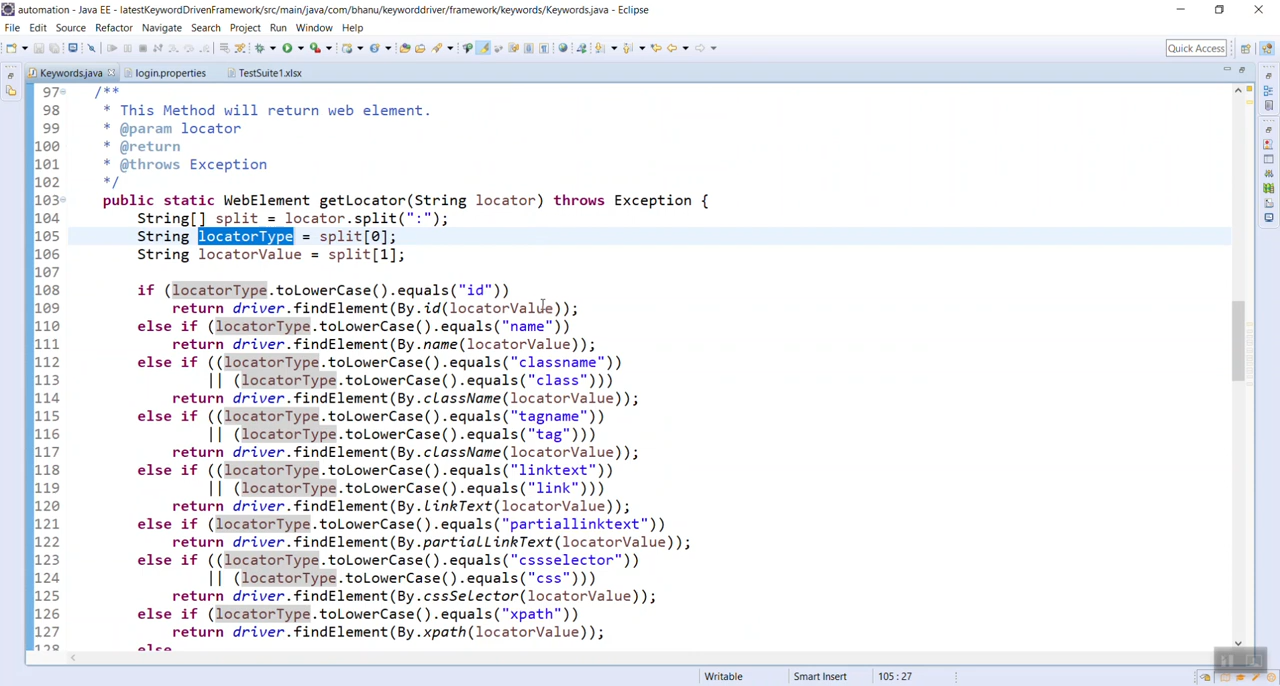 automation - Java EE - latestKeywordDrivenFramework/src/main/java/com/bhanu/keyworddriver/framework/keywords/Keywords.java - Eclipse
File Edit Source Refactor Navigate Search Project Run Window Help
Quick Access
Keywords.java login.properties TestSuite1.xlsx
97 /**
98 * This Method will return web element.
99 * @param locator
100 * @return
101 * @throws Exception
102 */
103 public static WebElement getLocator(String locator) throws Exception {
104 String[] split = locator.split(":");
105 String locatorType = split[0];
106 String locatorValue = split[1];
107
108 if (locatorType.toLowerCase().equals("id"))
109 return driver.findElement(By.id(locatorValue));
110 else if (locatorType.toLowerCase().equals("name"))
111 return driver.findElement(By.name(locatorValue));
112 else if ((locatorType.toLowerCase().equals("classname"))
113 || (locatorType.toLowerCase().equals("class")))
114 return driver.findElement(By.className(locatorValue));
115 else if ((locatorType.toLowerCase().equals("tagname"))
116 || (locatorType.toLowerCase().equals("tag")))
117 return driver.findElement(By.className(locatorValue));
118 else if ((locatorType.toLowerCase().equals("linktext"))
119 || (locatorType.toLowerCase().equals("link")))
120 return driver.findElement(By.linkText(locatorValue));
121 else if (locatorType.toLowerCase().equals("partiallinktext"))
122 return driver.findElement(By.partialLinkText(locatorValue));
123 else if ((locatorType.toLowerCase().equals("cssselector"))
124 || (locatorType.toLowerCase().equals("css")))
125 return driver.findElement(By.cssSelector(locatorValue));
126 else if (locatorType.toLowerCase().equals("xpath"))
127 return driver.findElement(By.xpath(locatorValue));
128 else
Writable Smart Insert 105 : 27